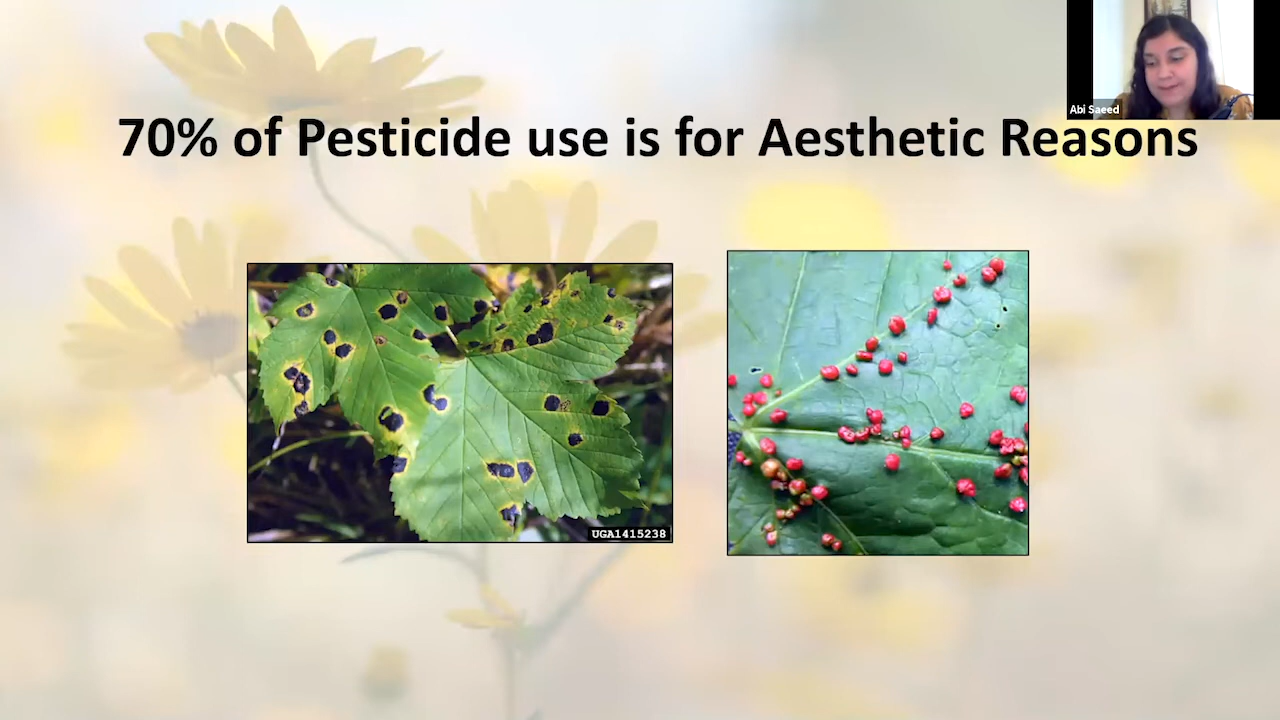 Abi Saeed
70% of Pesticide use is for Aesthetic Reasons
UGA1415238